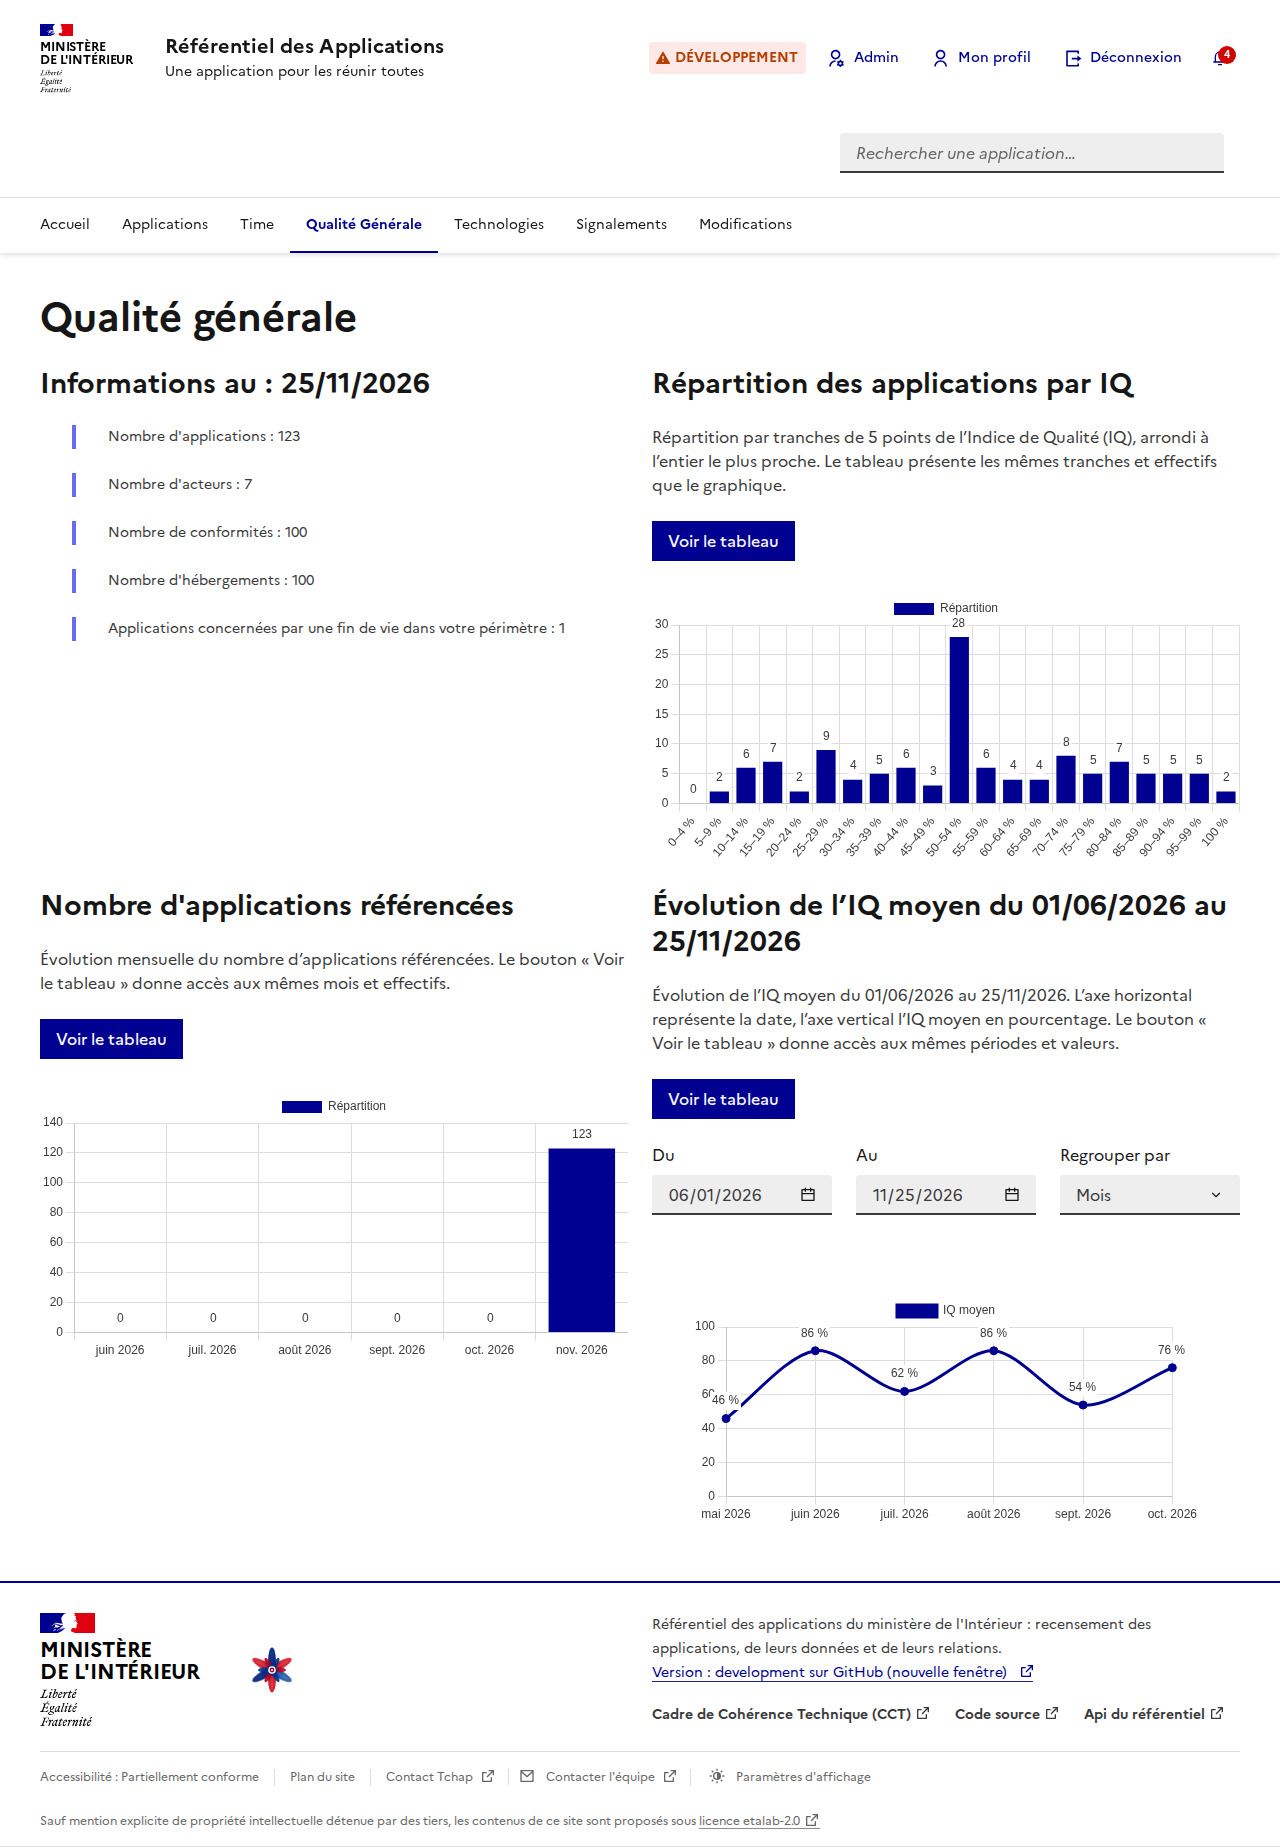 MINISTÈRE
DE L'INTÉRIEUR
Liberté
Égalité
Fraternité
Référentiel des Applications
Une application pour les réunir toutes
DÉVELOPPEMENT
Admin
Mon profil
Déconnexion
4
Rechercher une application…
Accueil
Applications
Time
Qualité Générale
Technologies
Signalements
Modifications
Qualité générale
Informations au : 25/11/2026
Nombre d'applications : 123
Nombre d'acteurs : 7
Nombre de conformités : 100
Nombre d'hébergements : 100
Applications concernées par une fin de vie dans votre périmètre : 1
Répartition des applications par IQ
Répartition par tranches de 5 points de l’Indice de Qualité (IQ), arrondi à
l’entier le plus proche. Le tableau présente les mêmes tranches et effectifs
que le graphique.
Voir le tableau
Répartition
30
25
20
15
10
5
0
0 2 6 7 2 9 4 5 6 3 28 6 4 4 8 5 7 5 5 5 2
0–4 % 5–9 % 10–14 % 15–19 % 20–24 % 25–29 % 30–34 % 35–39 % 40–44 % 45–49 % 50–54 % 55–59 % 60–64 % 65–69 % 70–74 % 75–79 % 80–84 % 85–89 % 90–94 % 95–99 % 100 %
Nombre d'applications référencées
Évolution mensuelle du nombre d’applications référencées. Le bouton « Voir
le tableau » donne accès aux mêmes mois et effectifs.
Voir le tableau
Répartition
140
120
100
80
60
40
20
0
0 0 0 0 0 123
juin 2026 juil. 2026 août 2026 sept. 2026 oct. 2026 nov. 2026
Évolution de l’IQ moyen du 01/06/2026 au
25/11/2026
Évolution de l’IQ moyen du 01/06/2026 au 25/11/2026. L’axe horizontal
représente la date, l’axe vertical l’IQ moyen en pourcentage. Le bouton «
Voir le tableau » donne accès aux mêmes périodes et valeurs.
Voir le tableau
Du
06/01/2026
Au
11/25/2026
Regrouper par
Mois
IQ moyen
100
80
60
40
20
0
46 % 86 % 62 % 86 % 54 % 76 %
mai 2026 juin 2026 juil. 2026 août 2026 sept. 2026 oct. 2026
MINISTÈRE
DE L'INTÉRIEUR
Liberté
Égalité
Fraternité
Référentiel des applications du ministère de l'Intérieur : recensement des
applications, de leurs données et de leurs relations.
Version : development sur GitHub (nouvelle fenêtre)
Cadre de Cohérence Technique (CCT)
Code source
Api du référentiel
Accessibilité : Partiellement conforme
Plan du site
Contact Tchap
Contacter l'équipe
Paramètres d'affichage
Sauf mention explicite de propriété intellectuelle détenue par des tiers, les contenus de ce site sont proposés sous licence etalab-2.0